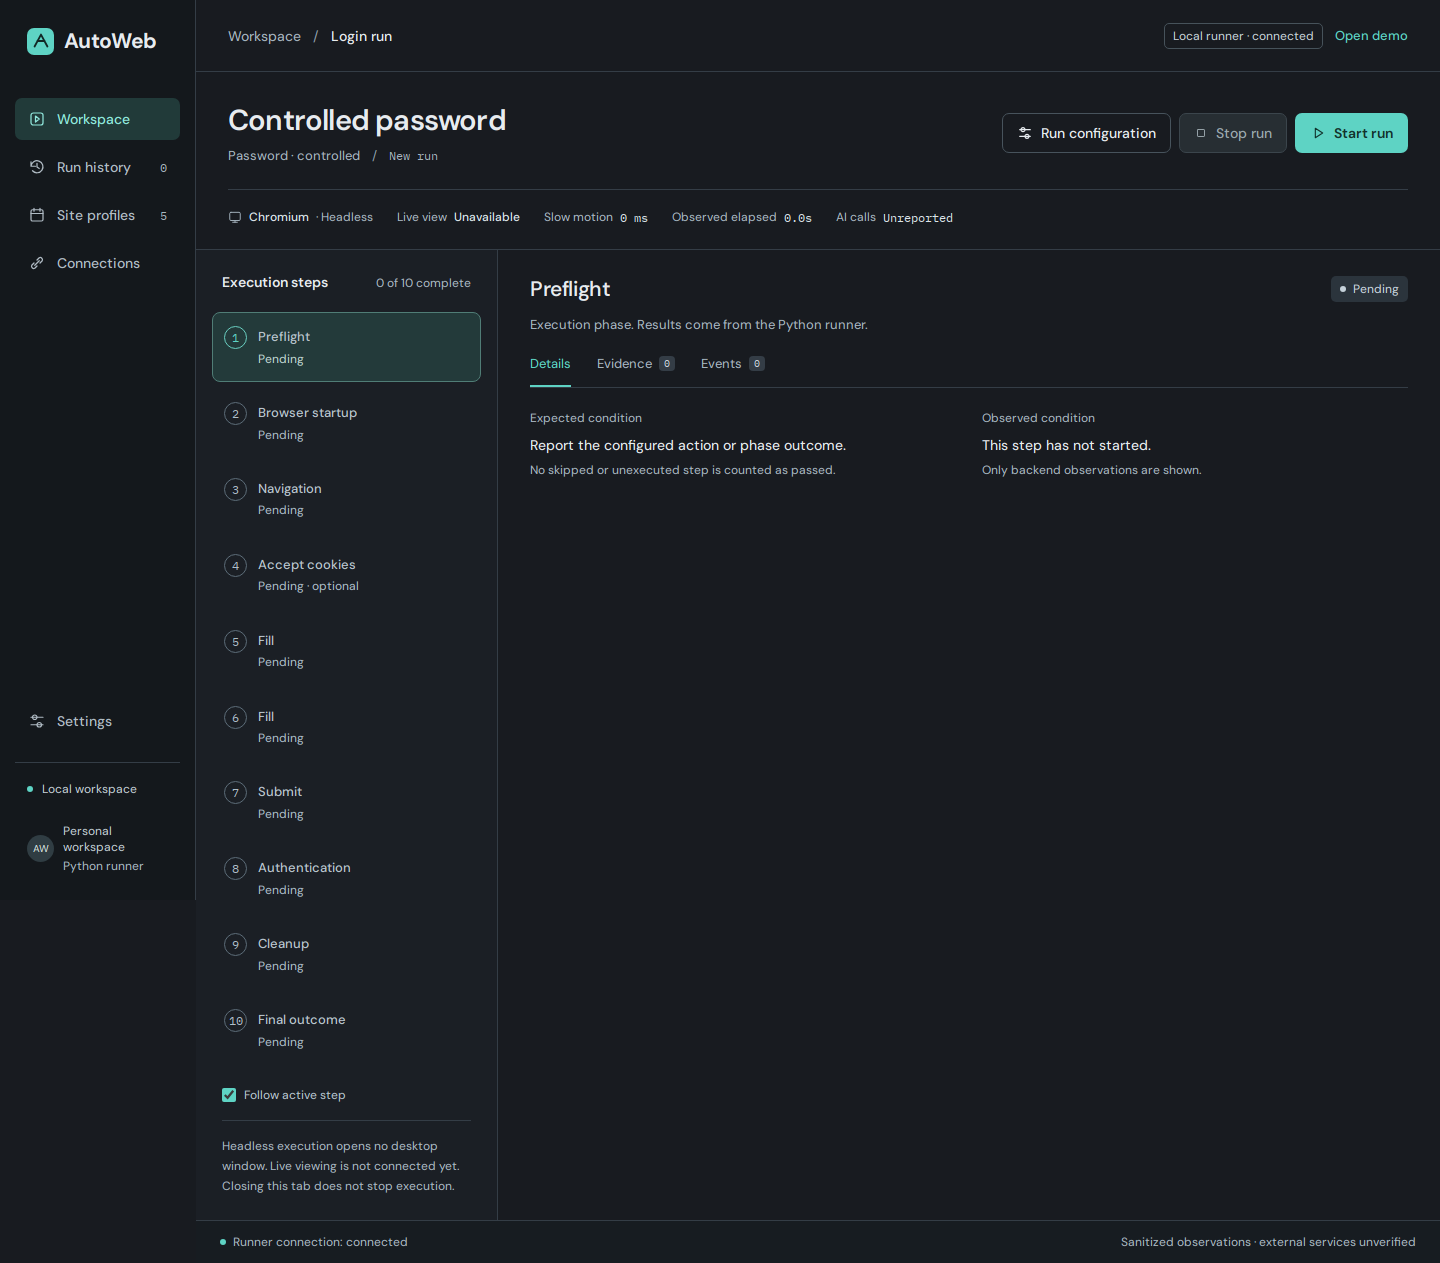 AutoWeb
Workspace
Run history 0
Site profiles 5
Connections
Settings
Local workspace
AW
Personal
workspace
Python runner
Workspace / Login run
Local runner · connected
Open demo
Controlled password
Password · controlled / New run
Run configuration
Stop run
Start run
Chromium · Headless
Live view Unavailable
Slow motion 0 ms
Observed elapsed 0.0s
AI calls Unreported
Execution steps
0 of 10 complete
1 Preflight
Pending
2 Browser startup
Pending
3 Navigation
Pending
4 Accept cookies
Pending · optional
5 Fill
Pending
6 Fill
Pending
7 Submit
Pending
8 Authentication
Pending
9 Cleanup
Pending
10 Final outcome
Pending
Follow active step
Headless execution opens no desktop
window. Live viewing is not connected yet.
Closing this tab does not stop execution.
Preflight
Pending
Execution phase. Results come from the Python runner.
Details
Evidence 0
Events 0
Expected condition
Report the configured action or phase outcome.
No skipped or unexecuted step is counted as passed.
Observed condition
This step has not started.
Only backend observations are shown.
Runner connection: connected
Sanitized observations · external services unverified